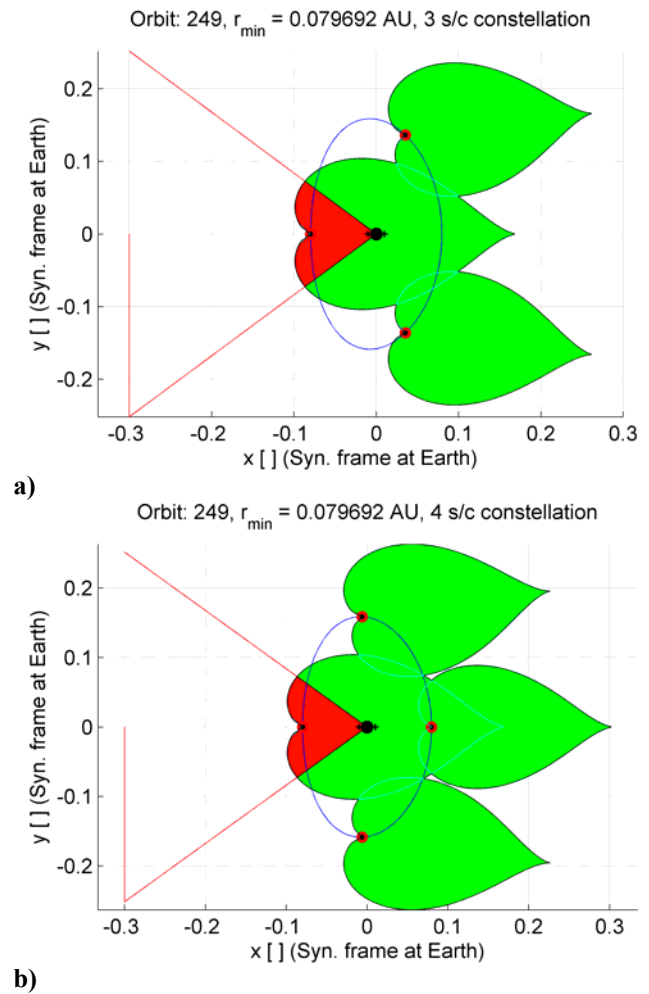 Orbit: 249, r_min = 0.079692 AU, 3 s/c constellation
0.2
0.1
0
-0.1
-0.2
y [ ] (Syn. frame at Earth)
-0.3 -0.2 -0.1 0 0.1 0.2 0.3
x [ ] (Syn. frame at Earth)
a)
Orbit: 249, r_min = 0.079692 AU, 4 s/c constellation
0.2
0.1
0
-0.1
-0.2
y [ ] (Syn. frame at Earth)
-0.3 -0.2 -0.1 0 0.1 0.2 0.3
x [ ] (Syn. frame at Earth)
b)